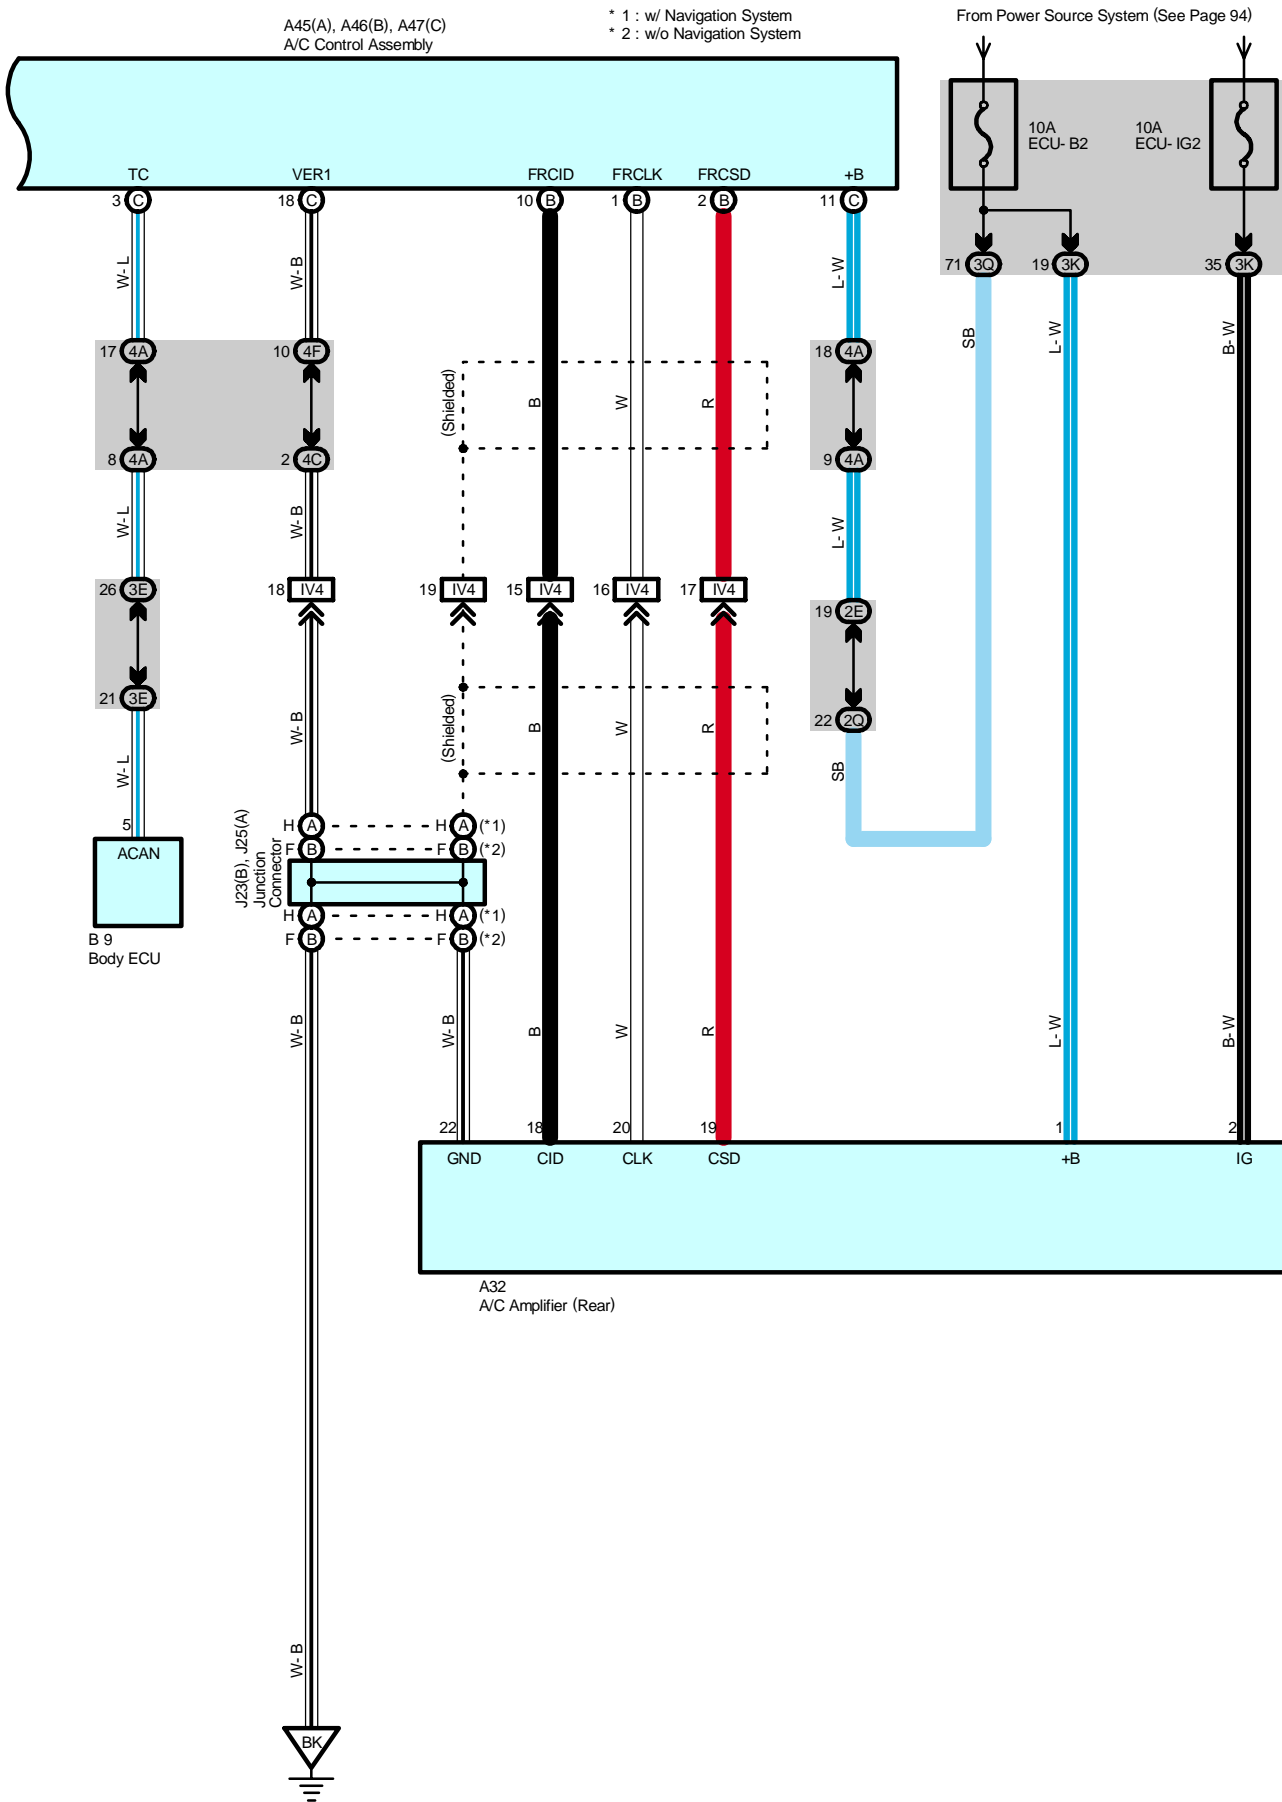 A45(A), A46(B), A47(C)
A/C Control Assembly
* 1 : w/ Navigation System
* 2 : w/o Navigation System
From Power Source System (See Page 94)
10A
ECU- B2
10A
ECU- IG2
TC
VER1
FRCID
FRCLK
FRCSD
+B
3 C
18 C
10 B
1 B
2 B
11 C
71 3Q
19 3K
35 3K
W- L
W- B
L- W
SB
L- W
B- W
17 4A
10 4F
18 4A
(Shielded)
B
W
R
8 4A
2 4C
9 4A
W- L
W- B
L- W
26 3E
18 IV4
19 IV4
15 IV4
16 IV4
17 IV4
19 2E
21 3E
22 2Q
W- B
(Shielded)
B
W
R
W- L
SB
5
ACAN
B 9
Body ECU
J23(B), J25(A)
Junction
Connector
H A H A (*1)
F B F B (*2)
H A H A (*1)
F B F B (*2)
W- B
W- B
B
W
R
L- W
B- W
22
18
20
19
1
2
GND
CID
CLK
CSD
+B
IG
A32
A/C Amplifier (Rear)
W- B
BK